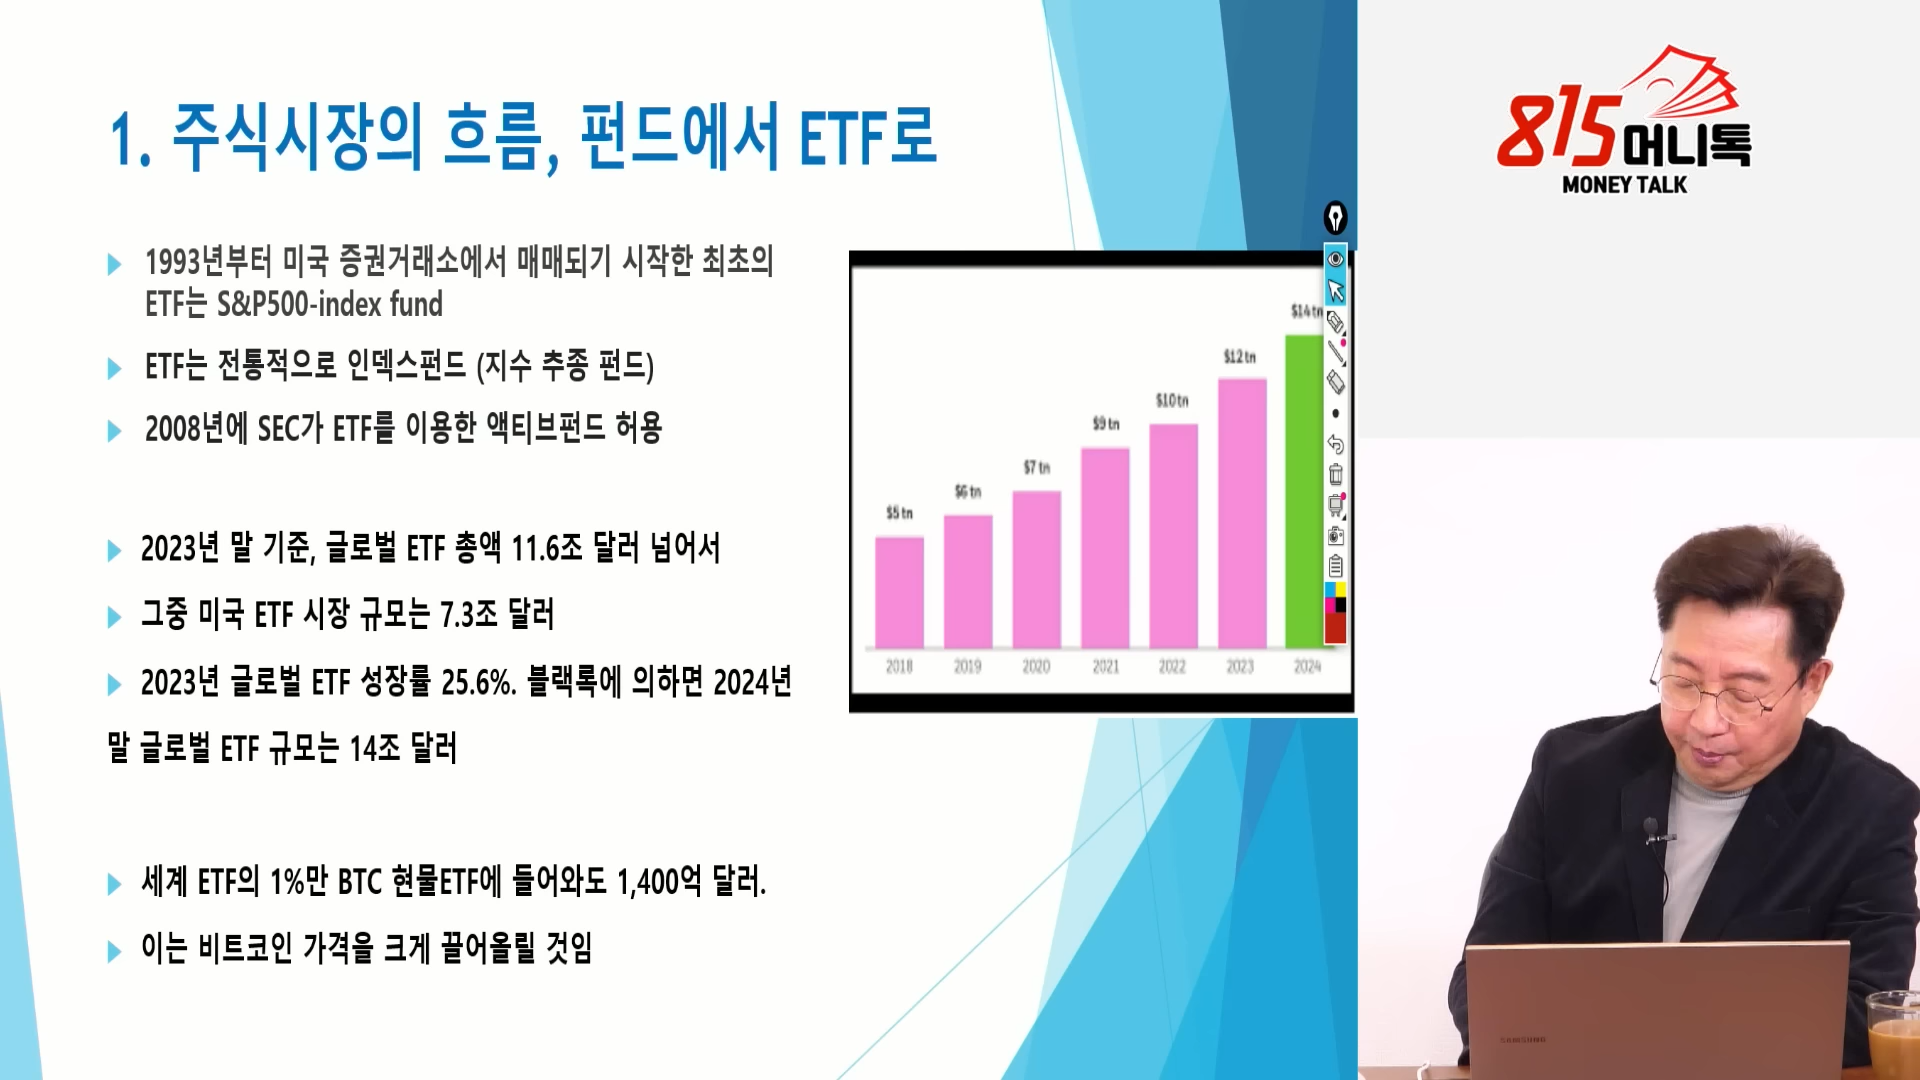 1. 주식시장의 흐름, 펀드에서 ETF로
1993년부터 미국 증권거래소에서 매매되기 시작한 최초의
ETF는 S&P500-index fund
ETF는 전통적으로 인덱스펀드 (지수 추종 펀드)
2008년에 SEC가 ETF를 이용한 액티브펀드 허용
2023년 말 기준, 글로벌 ETF 총액 11.6조 달러 넘어서
그중 미국 ETF 시장 규모는 7.3조 달러
2023년 글로벌 ETF 성장률 25.6%. 블랙록에 의하면 2024년
말 글로벌 ETF 규모는 14조 달러
세계 ETF의 1%만 BTC 현물ETF에 들어와도 1,400억 달러.
이는 비트코인 가격을 크게 끌어올릴 것임
$5 tn
$6 tn
$7 tn
$9 tn
$10 tn
$12 tn
$14 tn
2018 2019 2020 2021 2022 2023 2024
815 머니톡
MONEY TALK
SAMSUNG